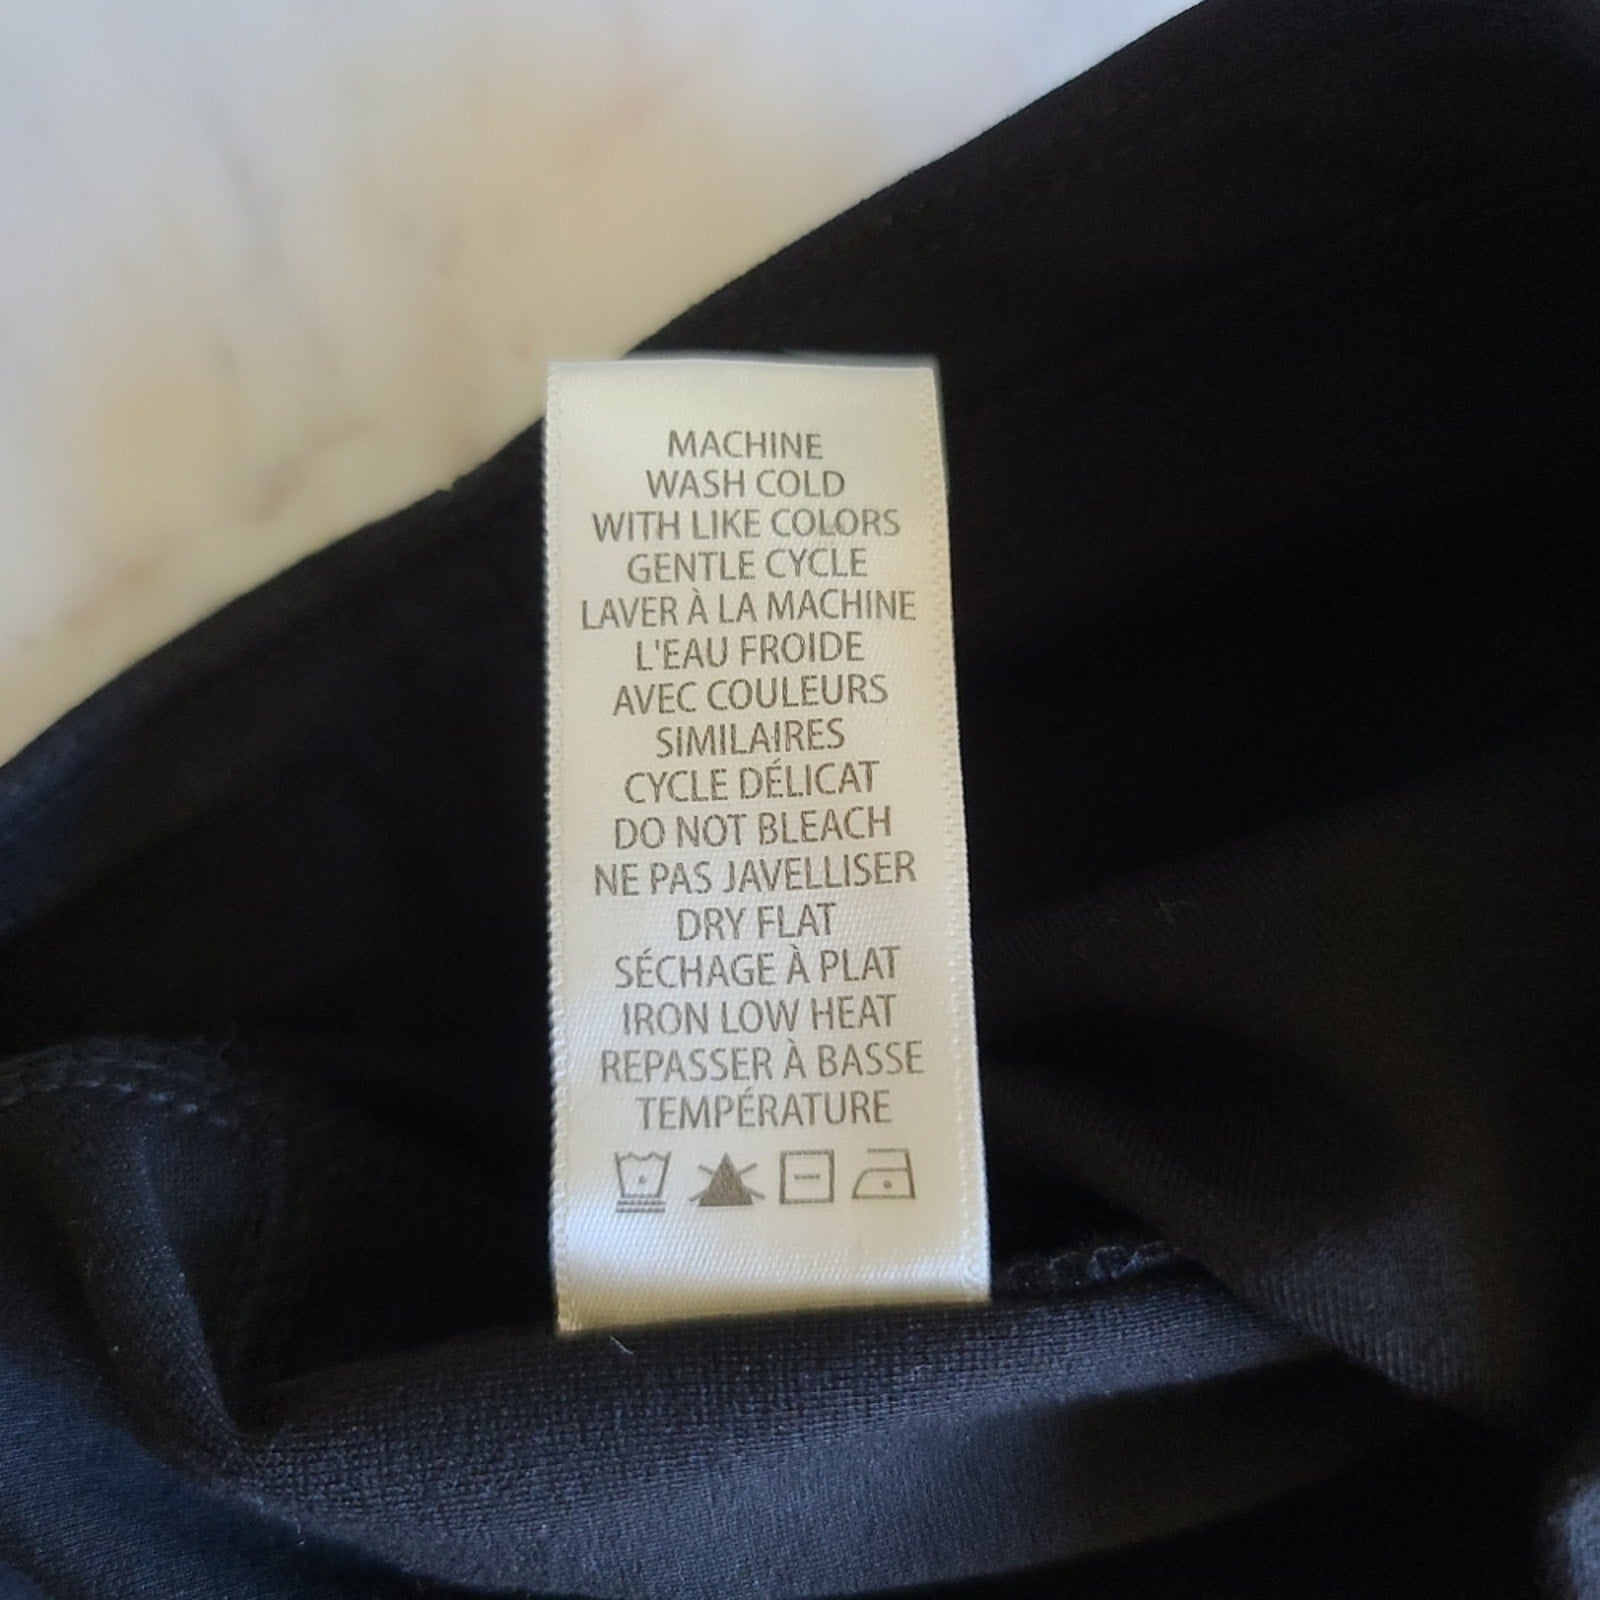 MACHINE
WASH COLD
WITH LIKE COLORS
GENTLE CYCLE
LAVER À LA MACHINE
L'EAU FROIDE
AVEC COULEURS
SIMILAIRES
CYCLE DÉLICAT
DO NOT BLEACH
NE PAS JAVELLISER
DRY FLAT
SÉCHAGE À PLAT
IRON LOW HEAT
REPASSER À BASSE
TEMPÉRATURE